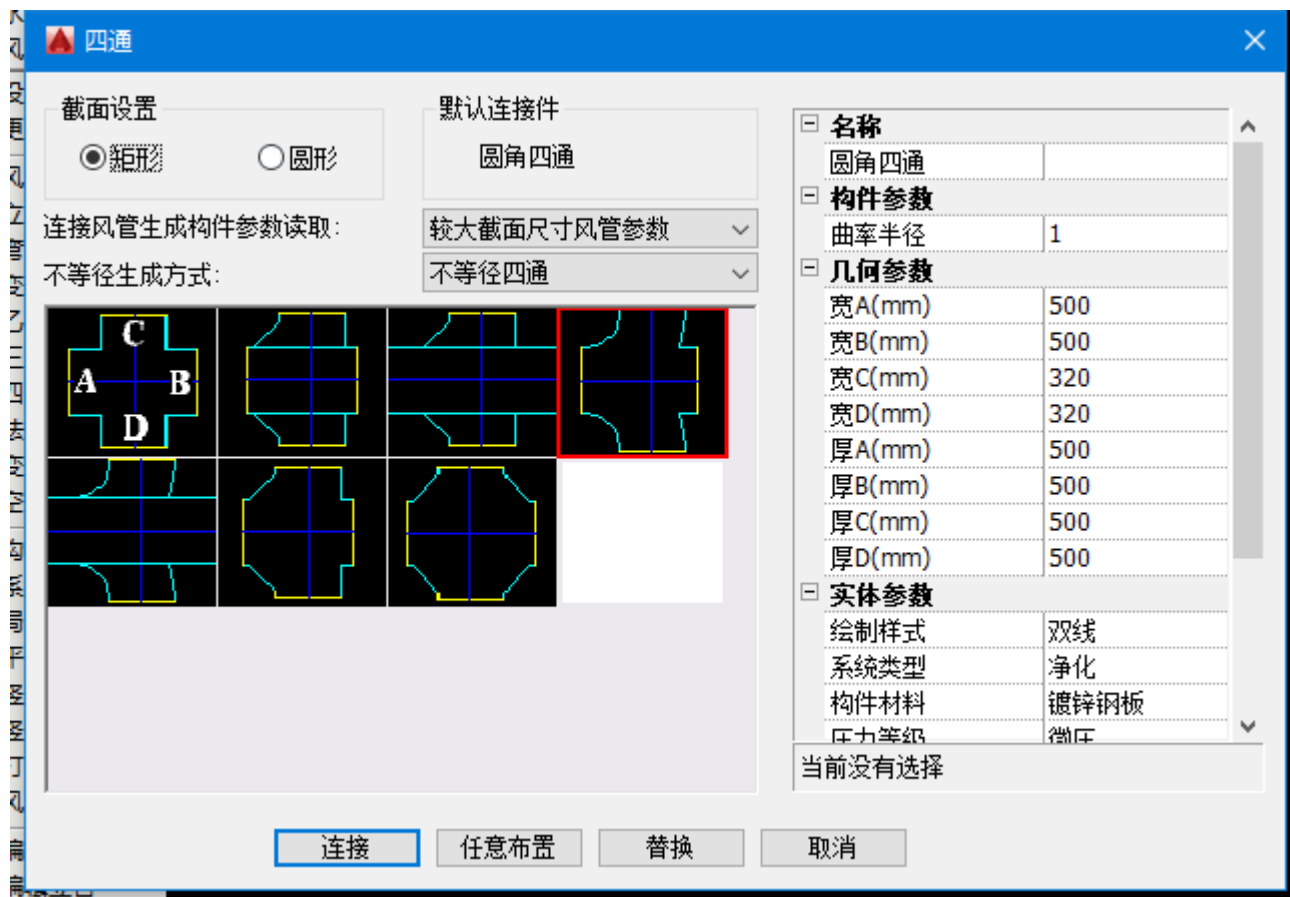 四通
截面设置
矩形
圆形
默认连接件
圆角四通
连接风管生成构件参数读取:
较大截面尺寸风管参数
不等径生成方式:
不等径四通
C
A
B
D
名称
圆角四通
构件参数
曲率半径 1
几何参数
宽A(mm) 500
宽B(mm) 500
宽C(mm) 320
宽D(mm) 320
厚A(mm) 500
厚B(mm) 500
厚C(mm) 500
厚D(mm) 500
实体参数
绘制样式 双线
系统类型 净化
构件材料 镀锌钢板
压力等级 微压
当前没有选择
连接
任意布置
替换
取消